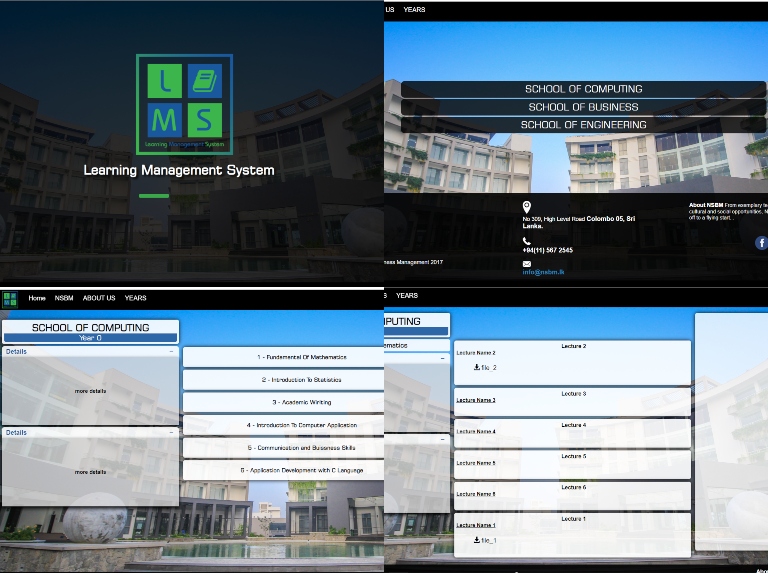 L
M S
Learning Management System
Learning Management System
US YEARS
SCHOOL OF COMPUTING
SCHOOL OF BUSINESS
SCHOOL OF ENGINEERING
No 309, High Level Road Colombo 05, Sri
Lanka.
+94(11) 567 2545
info@nsbm.lk
ness Management 2017
About NSBM From exemplary te
cultural and social opportunities, N
off to a flying start...
f
Home NSBM ABOUT US YEARS
SCHOOL OF COMPUTING
Year 0
Details −
more details
Details −
more details
1 - Fundamental Of Mathematics
2 - Introduction To Statistics
3 - Academic Wiriting
4 - Introduction To Computer Application
5 - Communication and Buissness Skills
6 - Application Development with C Language
S YEARS
PUTING
ematics
−
−
Lecture 2
Lecture Name 2
file_2
Lecture 3
Lecture Name 3
Lecture 4
Lecture Name 4
Lecture 5
Lecture Name 5
Lecture 6
Lecture Name 6
Lecture 1
Lecture Name 1
file_1
Abou